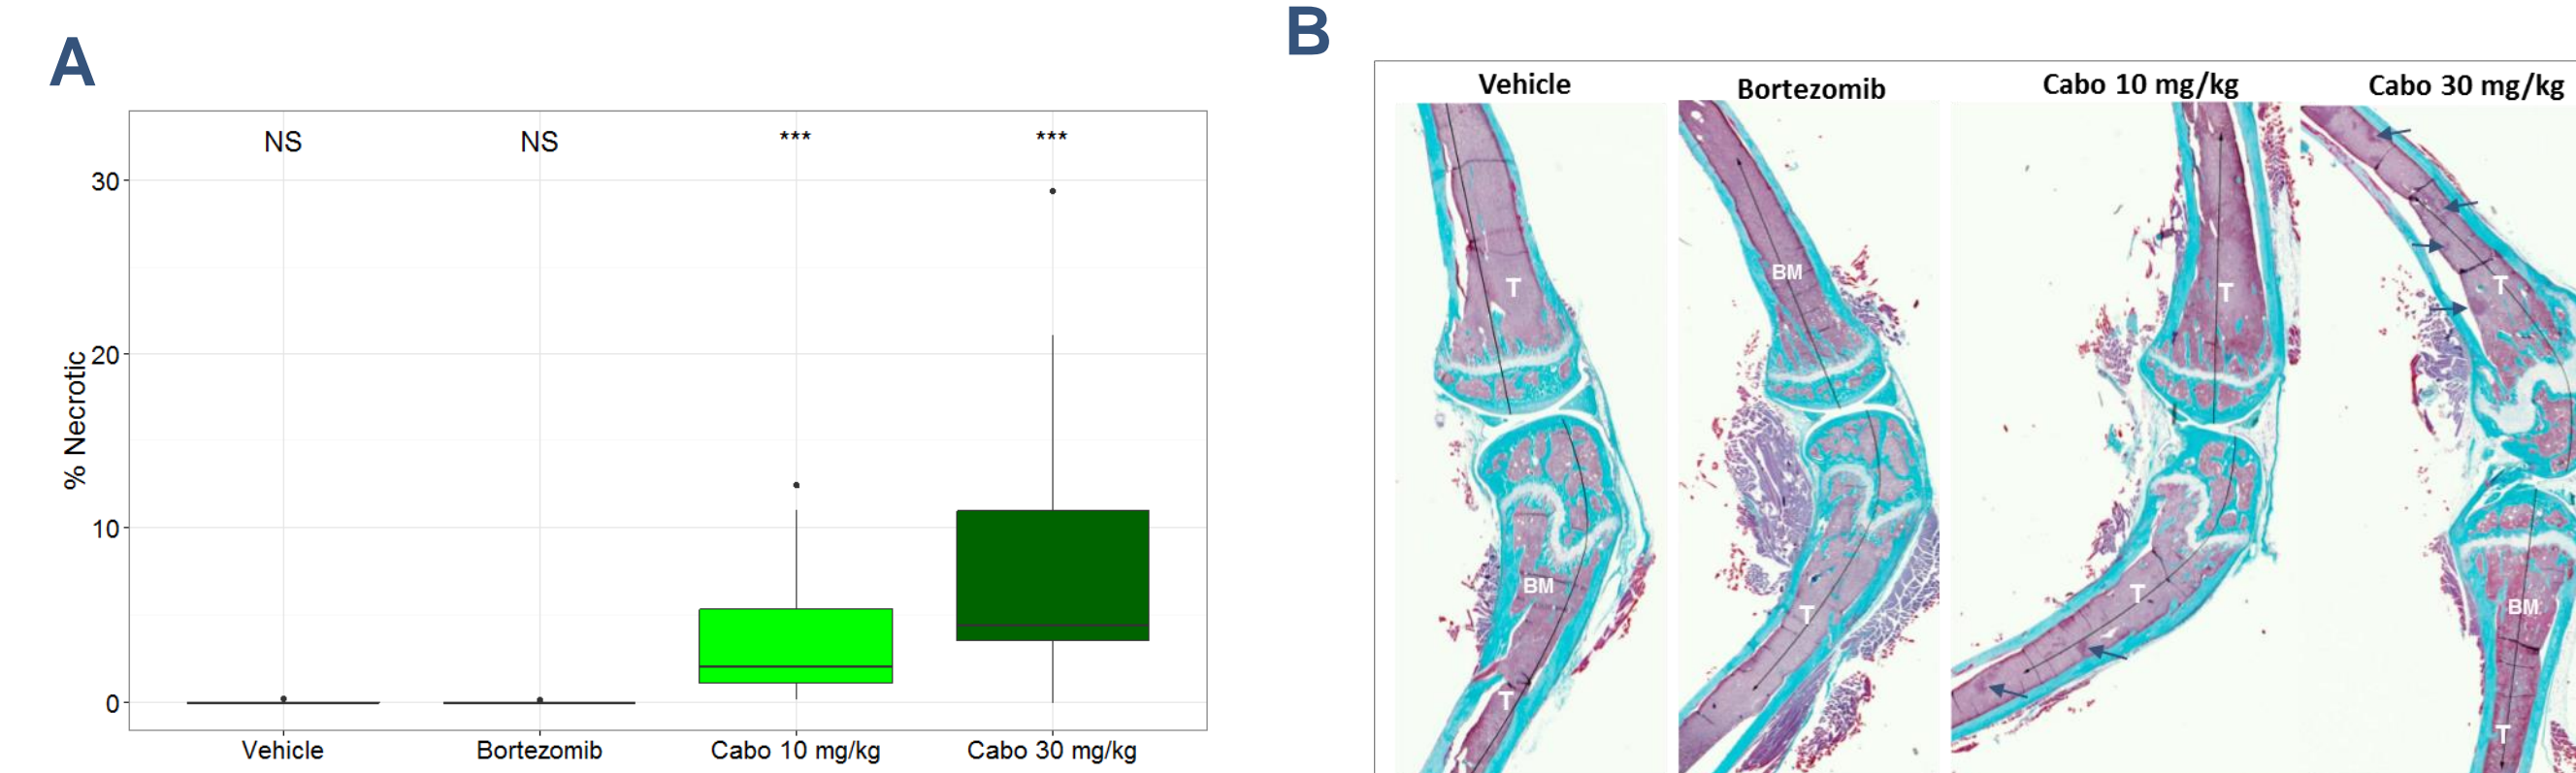 A
NS NS *** ***
30
20
10
0
% Necrotic
Vehicle Bortezomib Cabo 10 mg/kg Cabo 30 mg/kg
B
Vehicle Bortezomib Cabo 10 mg/kg Cabo 30 mg/kg
T BM T T
BM T T BM
T T